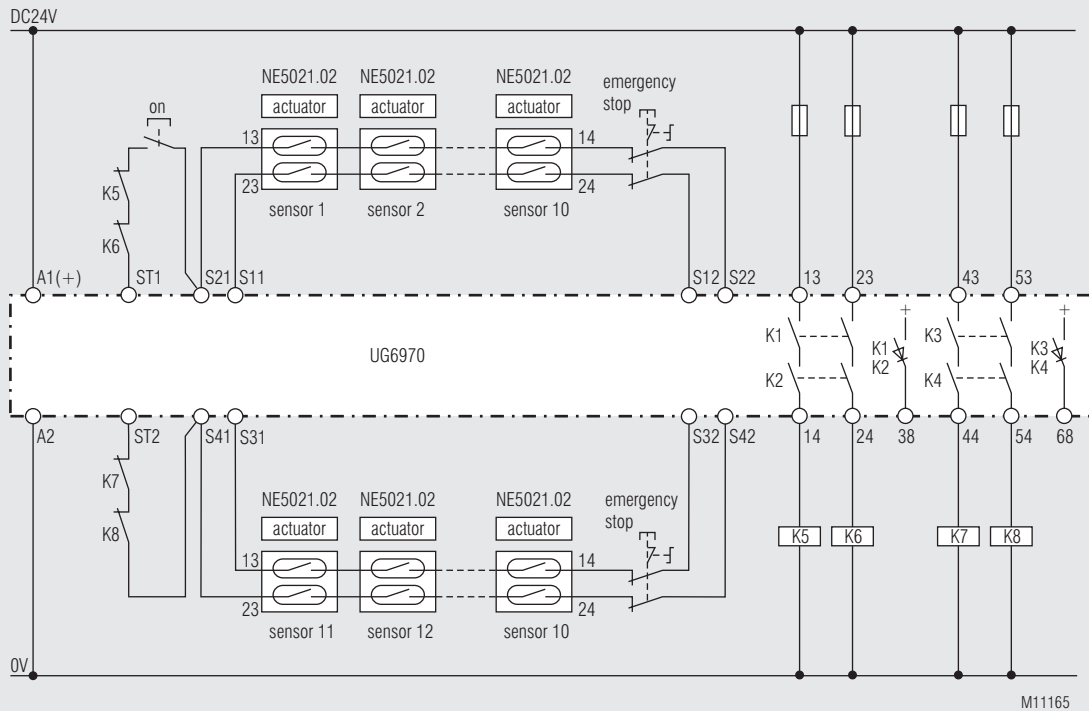 DC24V
NE5021.02 NE5021.02 NE5021.02 emergency
stop
on actuator actuator actuator
13 14
K5 23 24
sensor 1 sensor 2 sensor 10
K6
A1(+) ST1 S21 S11 S12 S22 13 23 43 53
+ +
K1 K1 K3 K3
UG6970
K2 K2 K4 K4
A2 ST2 S41 S31 S32 S42 14 24 38 44 54 68
K7
NE5021.02 NE5021.02 NE5021.02 emergency
stop
K8 actuator actuator actuator
K5 K6 K7 K8
13 14
23 24
sensor 11 sensor 12 sensor 10
0V
M11165